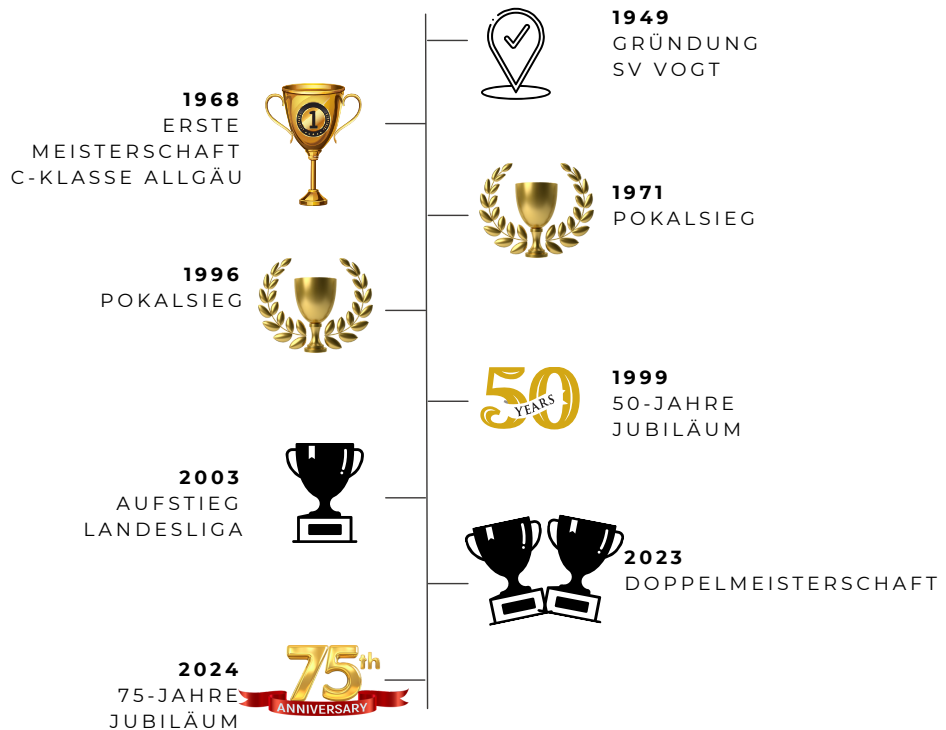 1949
GRÜNDUNG
SV VOGT
1968
ERSTE
MEISTERSCHAFT
C-KLASSE ALLGÄU
1
1971
POKALSIEG
1996
POKALSIEG
50
YEARS
1999
50-JAHRE
JUBILÄUM
2003
AUFSTIEG
LANDESLIGA
2023
DOPPELMEISTERSCHAFT
2024
75-JAHRE
JUBILÄUM
75th
ANNIVERSARY